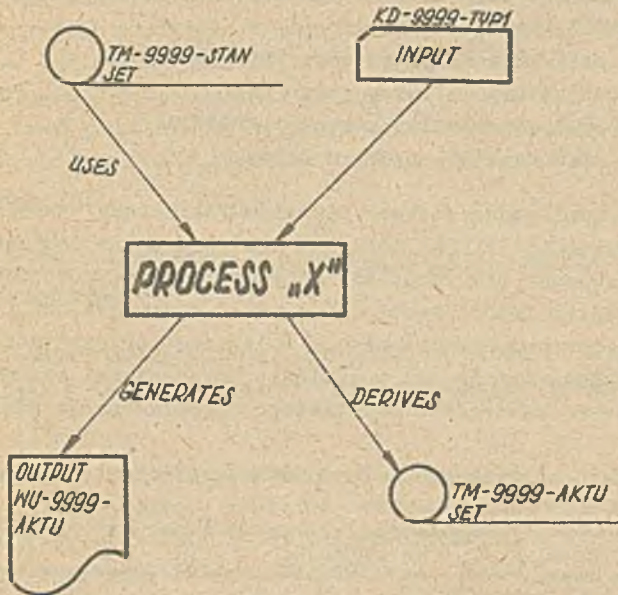 TM-9999-STAN
SET
KD-9999-TYP1
INPUT
USES
PROCESS „X"
GENERATES
DERIVES
OUTPUT
WU-9999-
AKTU
TM-9999-AKTU
SET